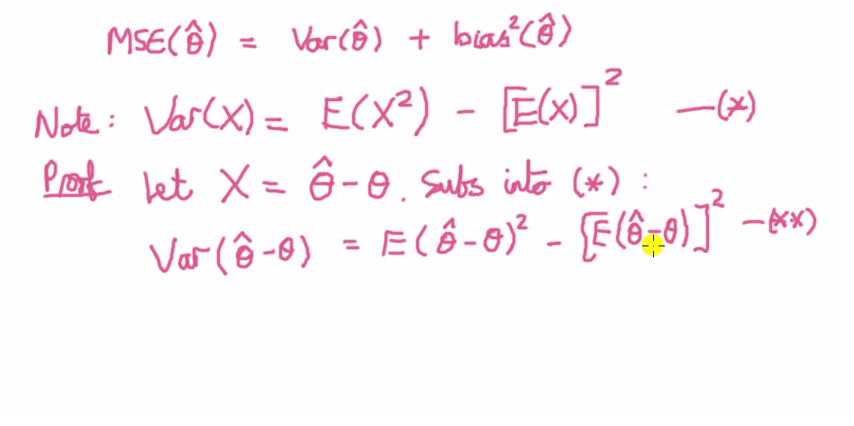 MSE(θ̂) = Var(θ̂) + bias²(θ̂)
Note: Var(X) = E(X²) - [E(X)]² —(*)
Proof Let X = θ̂ - θ. Subs into (*) :
Var(θ̂ - θ) = E(θ̂ - θ)² - [E(θ̂ - θ)]² —(**)